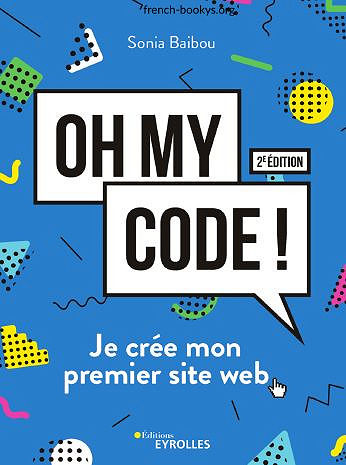 french-bookys.org
Sonia Baibou
OH MY
2E ÉDITION
CODE !
Je crée mon
premier site web
Éditions
EYROLLES